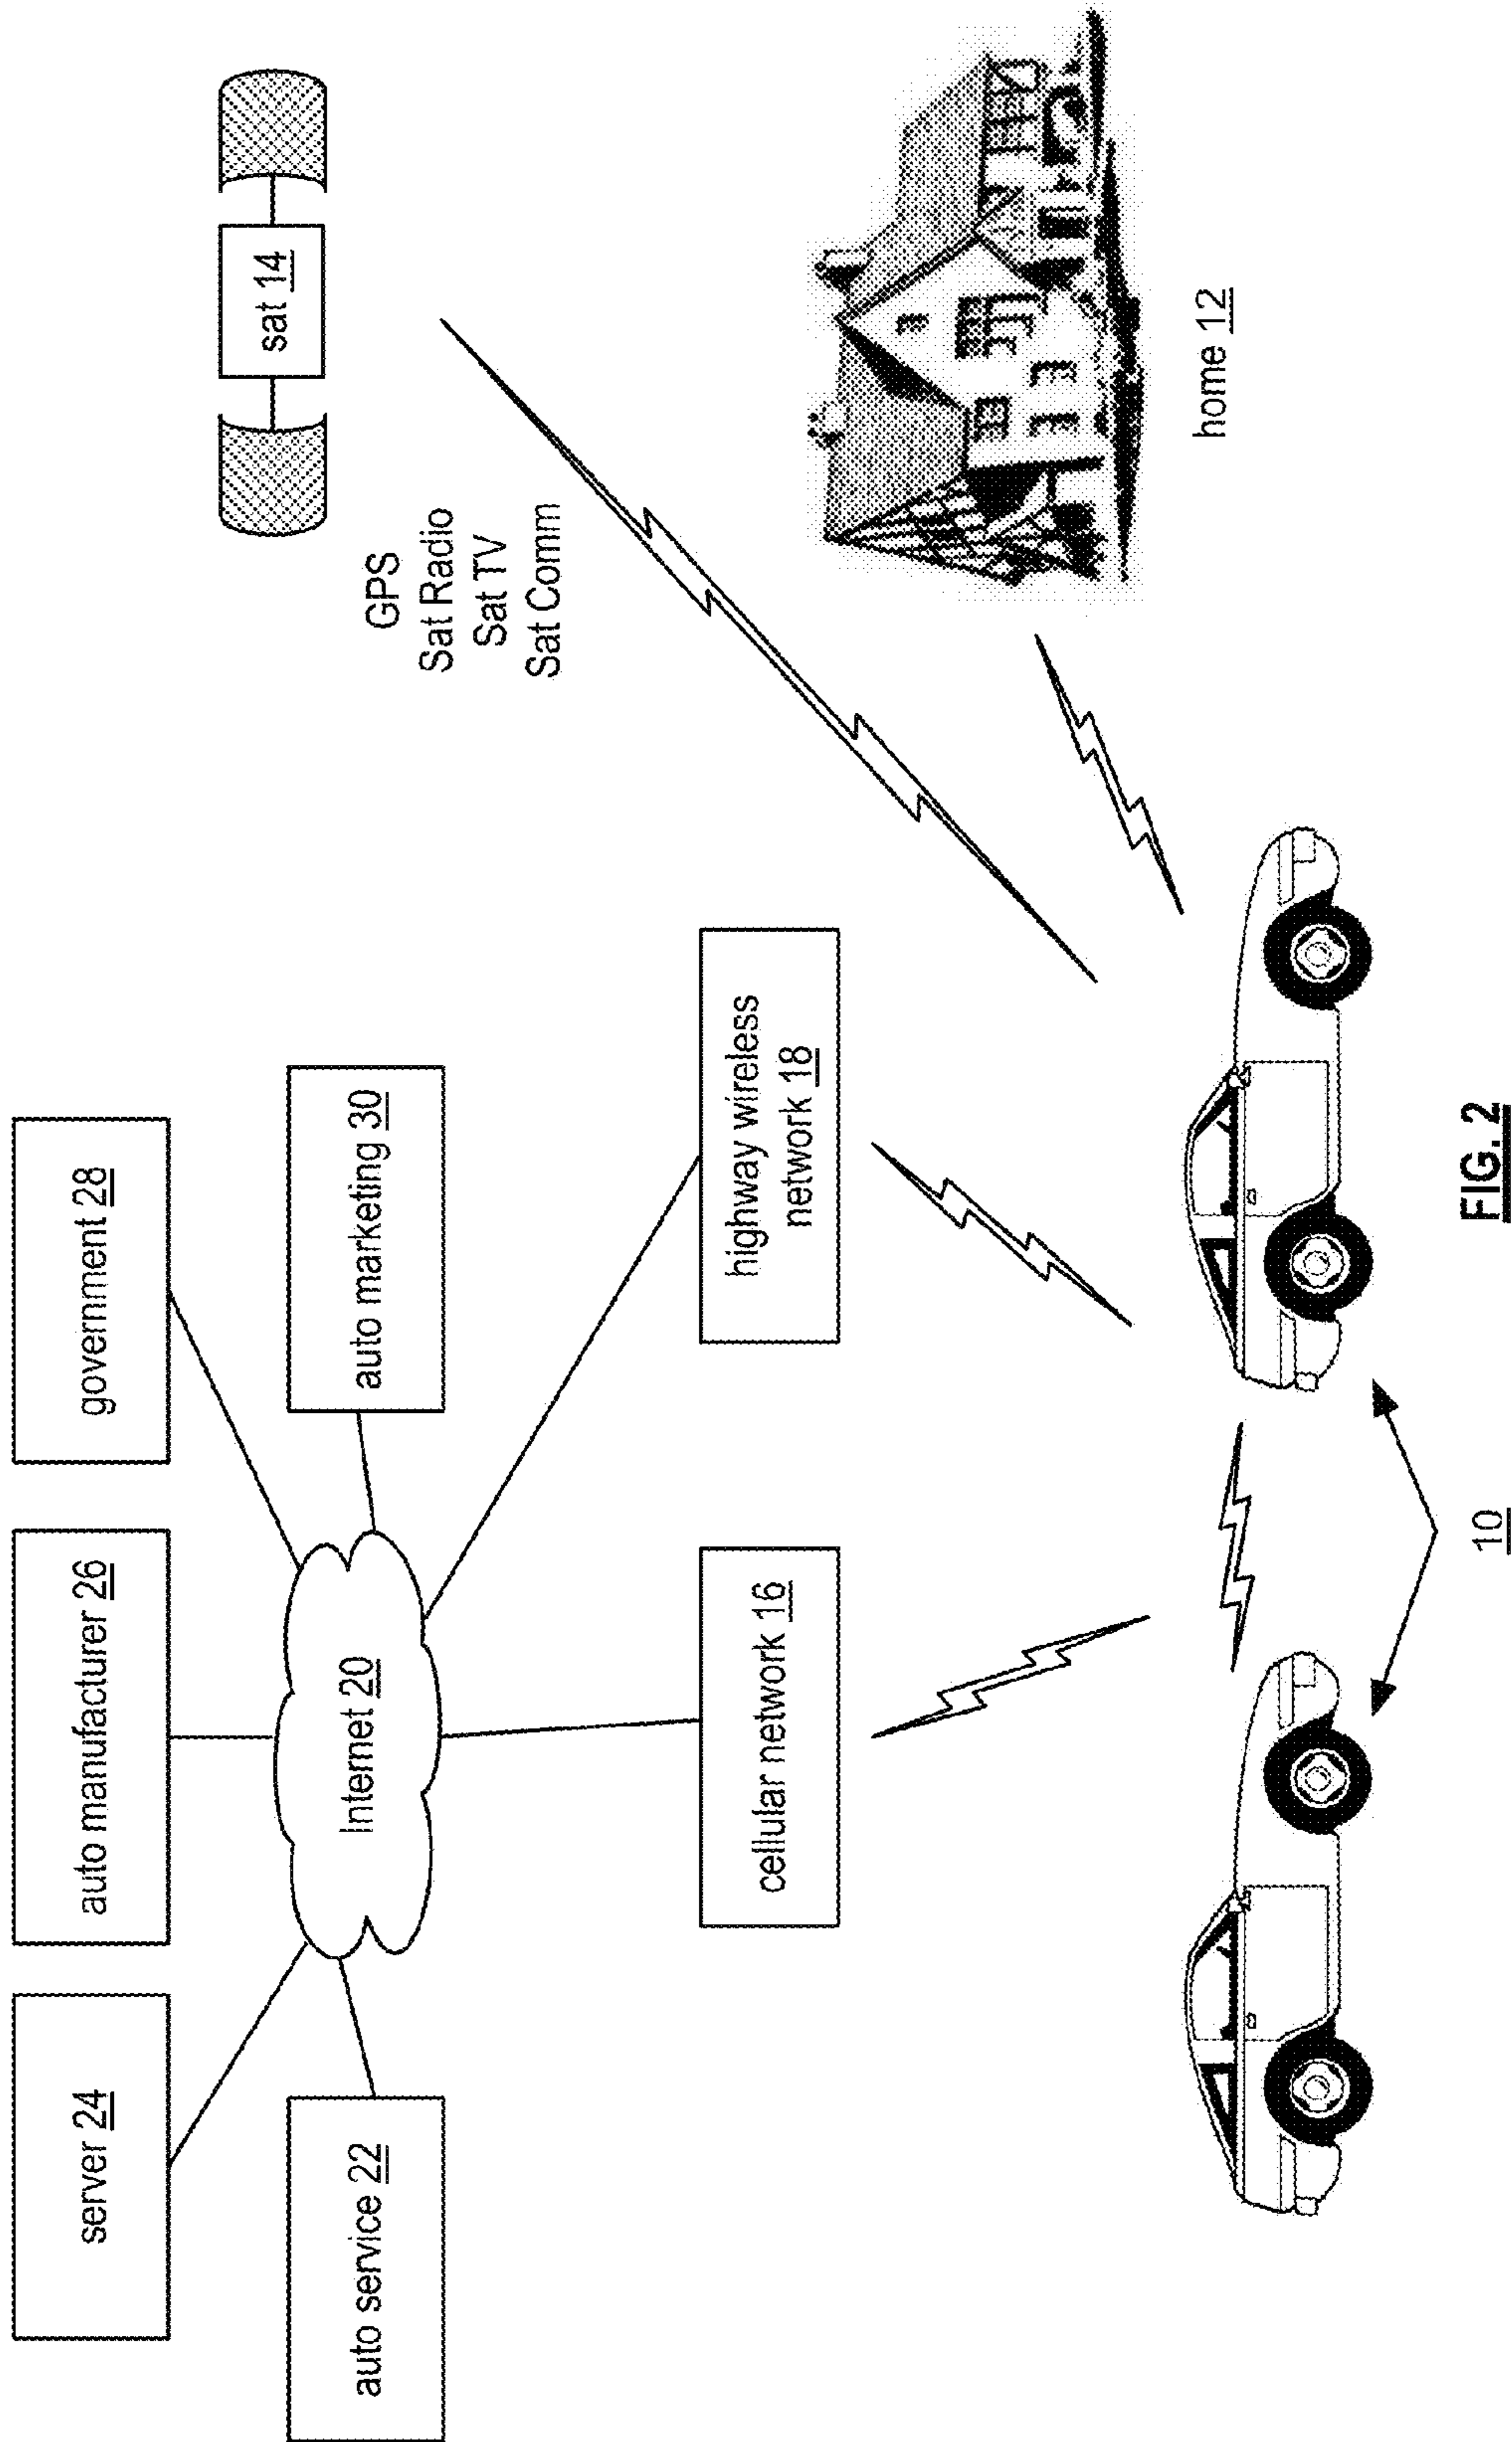 server 24
auto manufacturer 26
government 28
auto service 22
Internet 20
auto marketing 30
sat 14
GPS
Sat Radio
Sat TV
Sat Comm
cellular network 16
highway wireless
network 18
home 12
10
FIG. 2